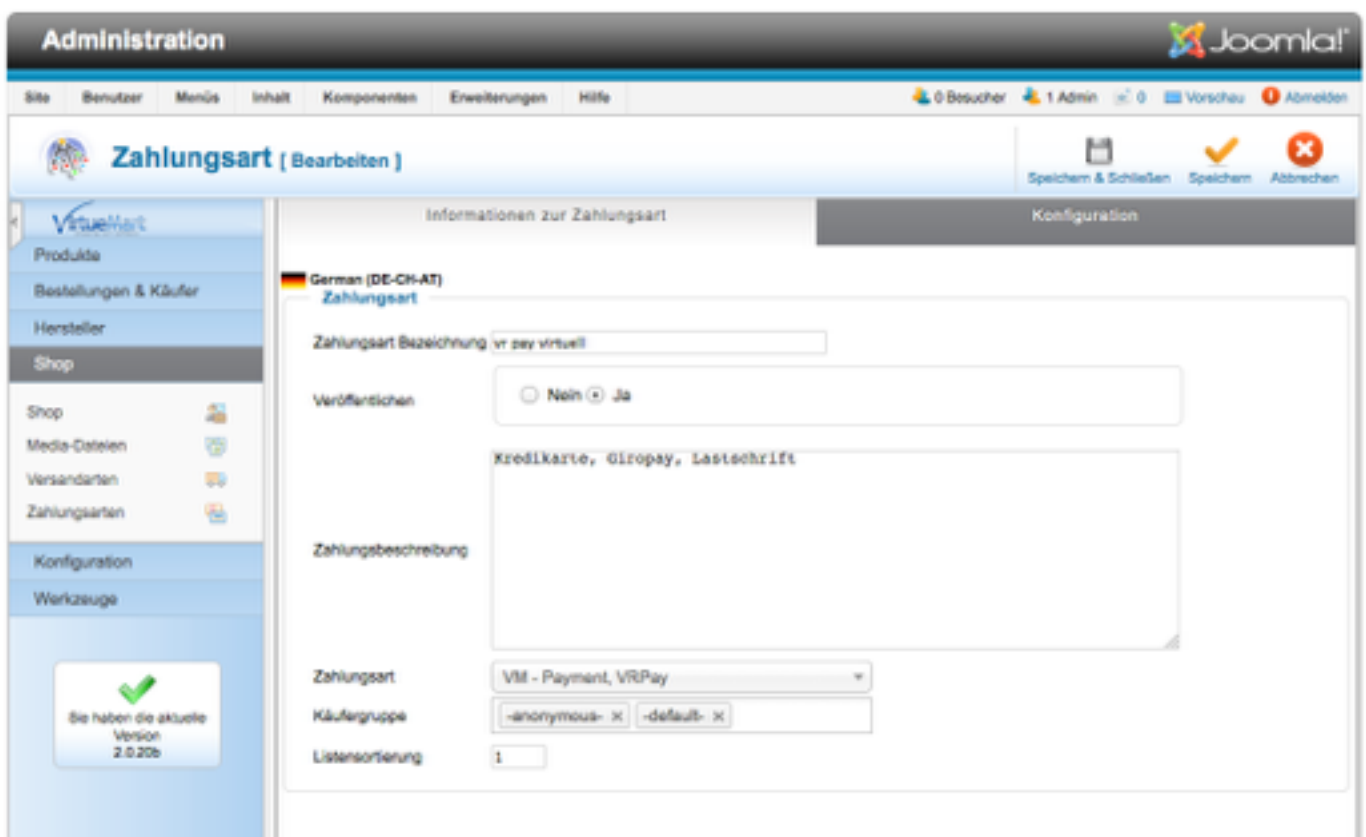 Administration
Joomla!
Site Benutzer Menüs Inhalt Komponenten Erweiterungen Hilfe 0 Besucher 1 Admin 0 Vorschau Abmelden
Zahlungsart [ Bearbeiten ]
Speichern & Schließen Speichern Abbrechen
VirtueMart
Informationen zur Zahlungsart Konfiguration
Produkte
Bestellungen & Käufer
Hersteller
Shop
Shop
Media-Dateien
Versandarten
Zahlungsarten
Konfiguration
Werkzeuge
Sie haben die aktuelle
Version
2.0.20b
German (DE-CH-AT)
Zahlungsart
Zahlungsart Bezeichnung vr pay virtuell
Veröffentlichen Nein Ja
Kredikarte, Giropay, Lastschrift
Zahlungsbeschreibung
Zahlungsart VM - Payment, VRPay
Käufergruppe -anonymous- × -default- ×
Listensortierung 1